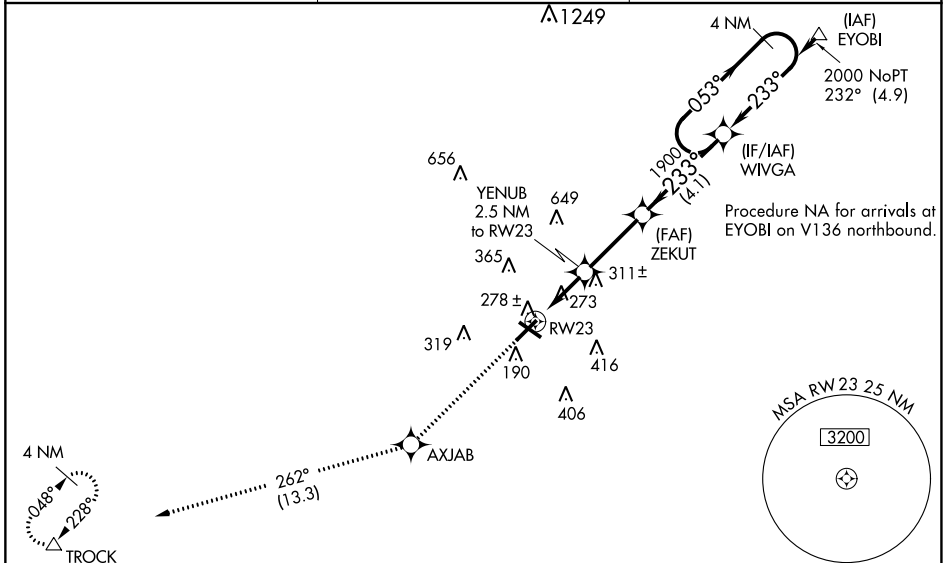 1249
4 NM
(IAF)
EYOBI
2000 NoPT
232° (4.9)
053°
233°
(IF/IAF)
WIVGA
1900
233°
(4.1)
656
YENUB
2.5 NM
to RW23
649
(FAF)
ZEKUT
Procedure NA for arrivals at
EYOBI on V136 northbound.
365
311±
278±
273
RW23
319
190
416
406
MSA RW23 25 NM
3200
AXJAB
4 NM
262°
(13.3)
048°
228°
TROCK